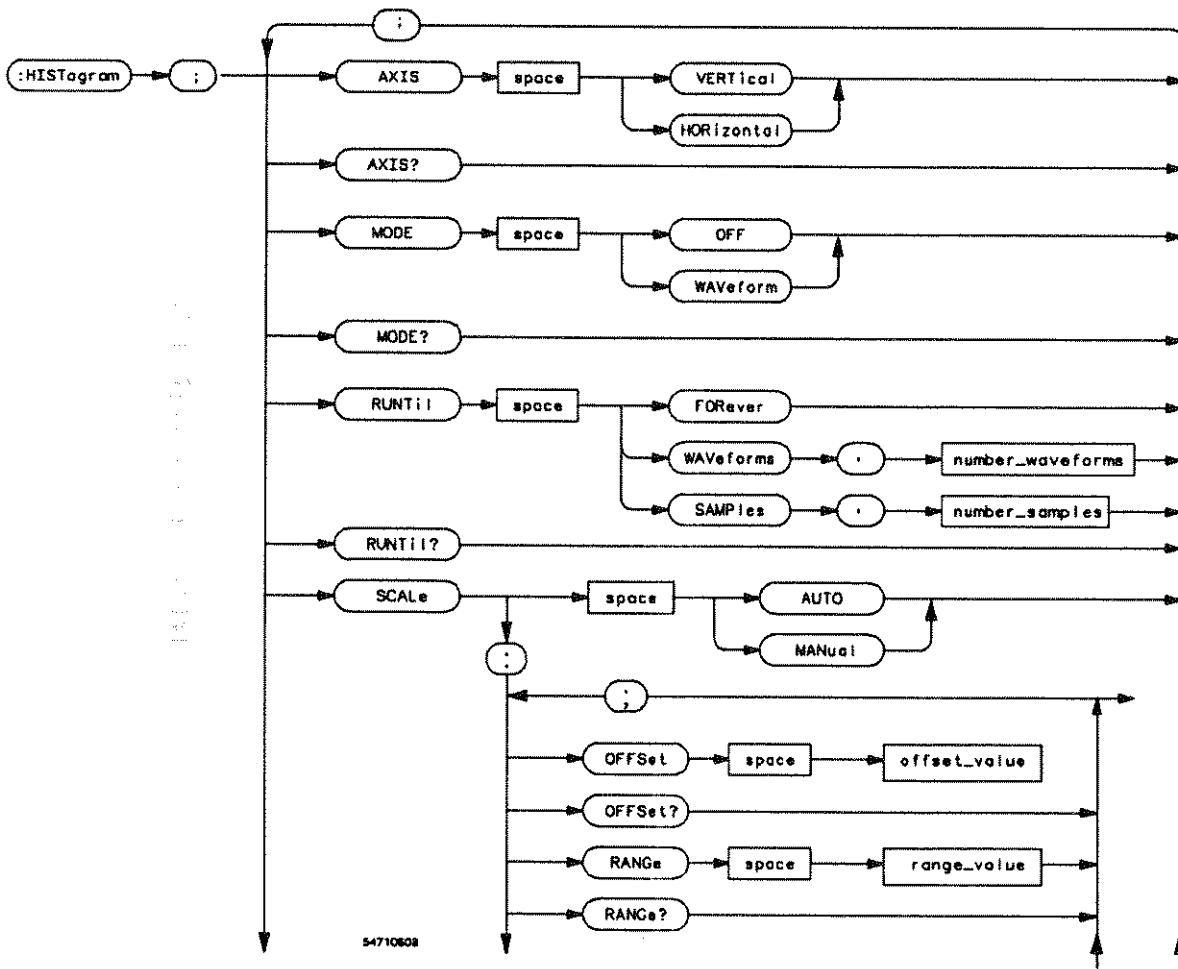 ;
:HISTogram ; AXIS space VERTical
HORizontal
AXIS?
MODE space OFF
WAVeform
MODE?
RUNTil space FORever
WAVeforms , number_waveforms
SAMPles , number_samples
RUNTil?
SCALe space AUTO
MANual
:
;
OFFSet space offset_value
OFFSet?
RANGe space range_value
RANGe?
54710S03